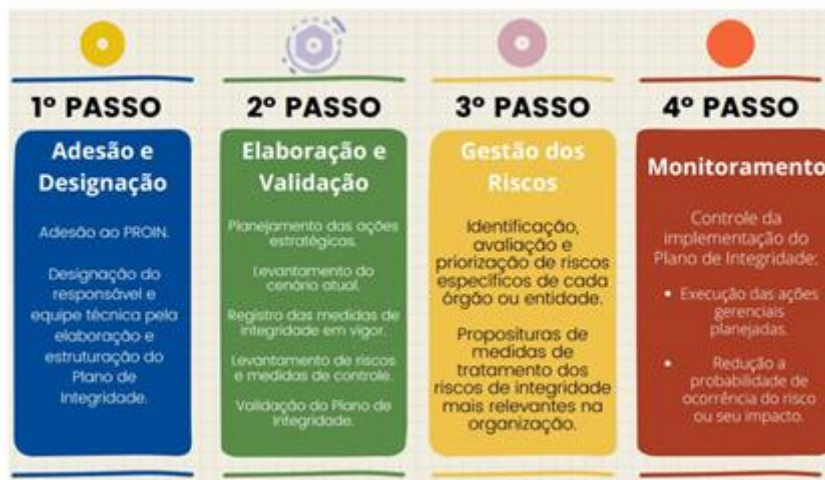 1º PASSO
Adesão e
Designação
Adesão ao PROIN.
Designação do
responsável e
equipe técnica pela
elaboração e
estruturação do
Plano de
Integridade.
2º PASSO
Elaboração e
Validação
Planejamento das ações
estratégicas.
Levantamento do
cenário atual.
Registro das medidas de
integridade em vigor.
Levantamento de riscos
e medidas de controle.
Validação do Plano de
Integridade.
3º PASSO
Gestão dos
Riscos
Identificação,
avaliação e
priorização de riscos
específicos de cada
órgão ou entidade.
Proposituras de
medidas de
tratamento dos
riscos de integridade
mais relevantes na
organização.
4º PASSO
Monitoramento
Controle da
implementação do
Plano de Integridade:
• Execução das ações
gerenciais
planejadas.
• Redução a
probabilidade de
ocorrência do risco
ou seu impacto.